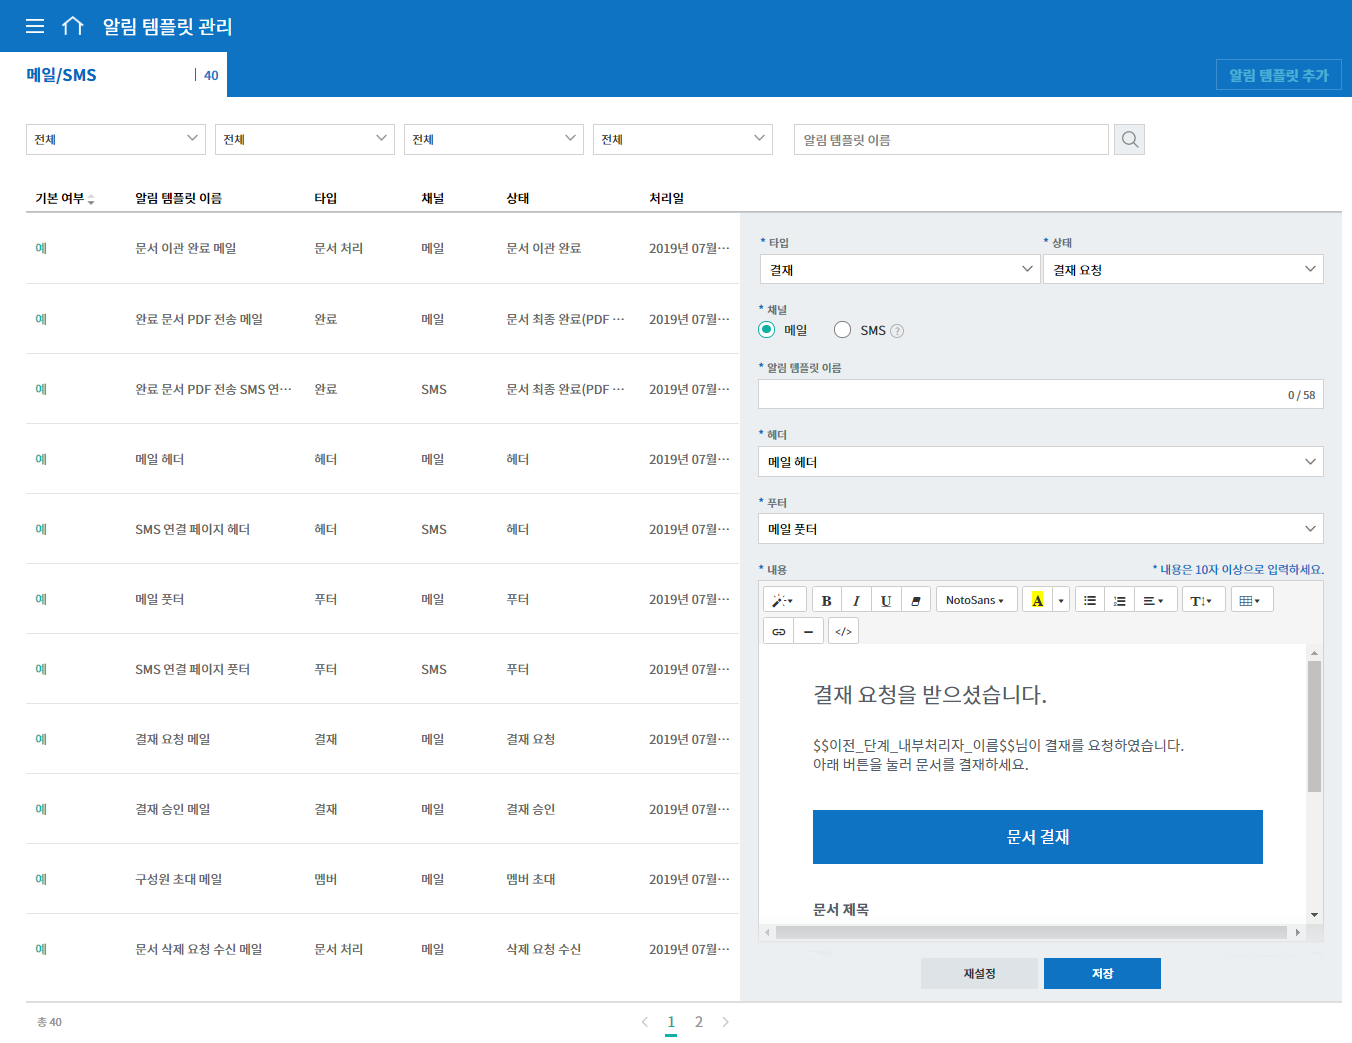 알림 템플릿 관리
메일/SMS | 40
알림 템플릿 추가
전체 전체 전체 전체 알림 템플릿 이름
기본 여부 알림 템플릿 이름 타입 채널 상태 처리일
예 문서 이관 완료 메일 문서 처리 메일 문서 이관 완료 2019년 07월···
예 완료 문서 PDF 전송 메일 완료 메일 문서 최종 완료(PDF ··· 2019년 07월···
예 완료 문서 PDF 전송 SMS 연··· 완료 SMS 문서 최종 완료(PDF ··· 2019년 07월···
예 메일 헤더 헤더 메일 헤더 2019년 07월···
예 SMS 연결 페이지 헤더 헤더 SMS 헤더 2019년 07월···
예 메일 풋터 푸터 메일 푸터 2019년 07월···
예 SMS 연결 페이지 풋터 푸터 SMS 푸터 2019년 07월···
예 결재 요청 메일 결재 메일 결재 요청 2019년 07월···
예 결재 승인 메일 결재 메일 결재 승인 2019년 07월···
예 구성원 초대 메일 멤버 메일 멤버 초대 2019년 07월···
예 문서 삭제 요청 수신 메일 문서 처리 메일 삭제 요청 수신 2019년 07월···
* 타입 * 상태
결재 결재 요청
* 채널
메일 SMS ?
* 알림 템플릿 이름
0 / 58
* 헤더
메일 헤더
* 푸터
메일 풋터
* 내용 * 내용은 10자 이상으로 입력하세요.
B I U NotoSans A T
</>
결재 요청을 받으셨습니다.
$$이전_단계_내부처리자_이름$$님이 결재를 요청하였습니다.
아래 버튼을 눌러 문서를 결재하세요.
문서 결재
문서 제목
재설정 저장
총 40
1 2